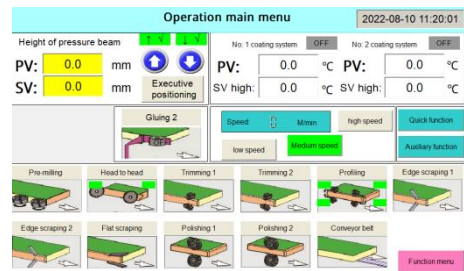 Operation main menu
2022-08-10 11:20:01
Height of pressure beam
↑ √ ↓ √
PV: 0.0 mm
SV: 0.0 mm
Executive positioning
No: 1 coating system OFF
No: 2 coating system OFF
PV: 0.0 °C PV: 0.0 °C
SV high: 0.0 °C SV high: 0.0 °C
Gluing 2
Speed: M/min
high speed
low speed
Medium speed
Quick function
Auxiliary function
Pre-milling
Head to head
Trimming 1
Trimming 2
Profiling
Edge scraping 1
Edge scraping 2
Flat scraping
Polishing 1
Polishing 2
Conveyor belt
Function menu